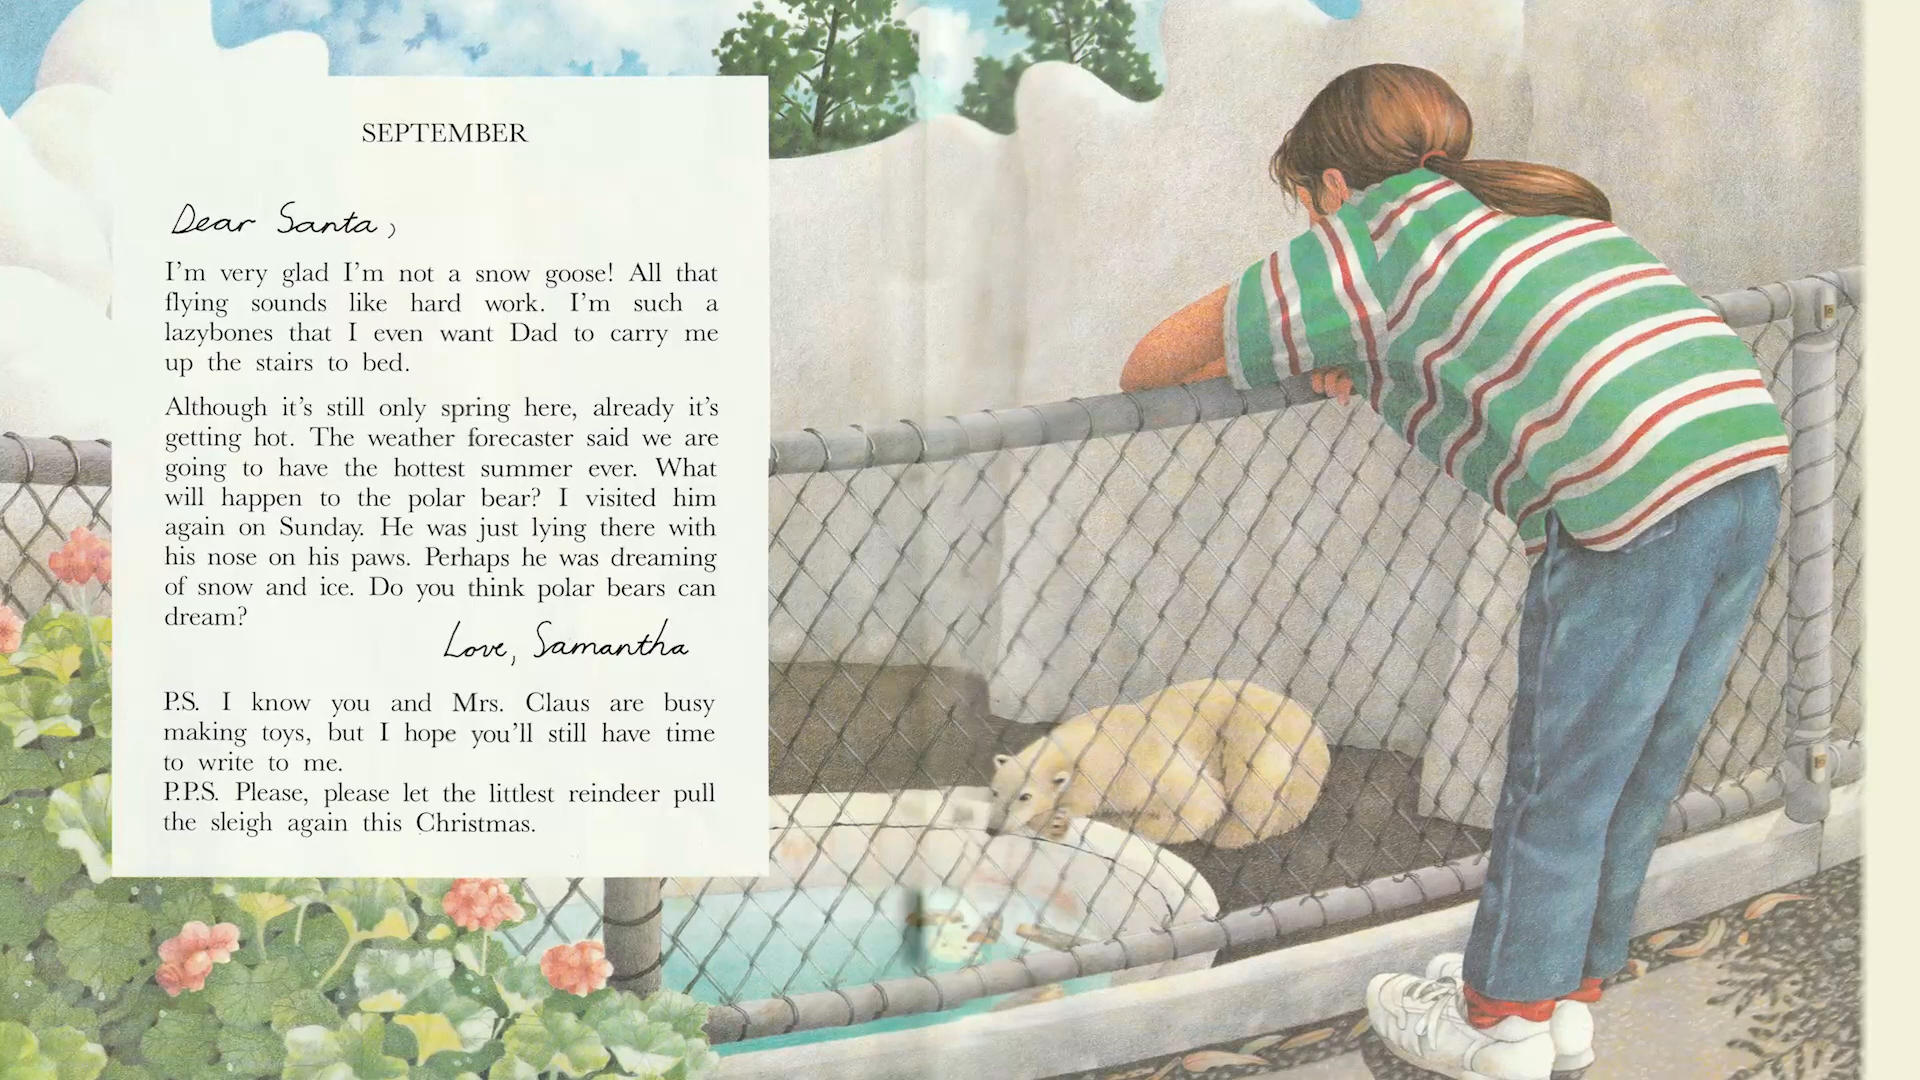 SEPTEMBER
Dear Santa,
I'm very glad I'm not a snow goose! All that
flying sounds like hard work. I'm such a
lazybones that I even want Dad to carry me
up the stairs to bed.
Although it's still only spring here, already it's
getting hot. The weather forecaster said we are
going to have the hottest summer ever. What
will happen to the polar bear? I visited him
again on Sunday. He was just lying there with
his nose on his paws. Perhaps he was dreaming
of snow and ice. Do you think polar bears can
dream?
Love, Samantha
P.S. I know you and Mrs. Claus are busy
making toys, but I hope you'll still have time
to write to me.
P.P.S. Please, please let the littlest reindeer pull
the sleigh again this Christmas.